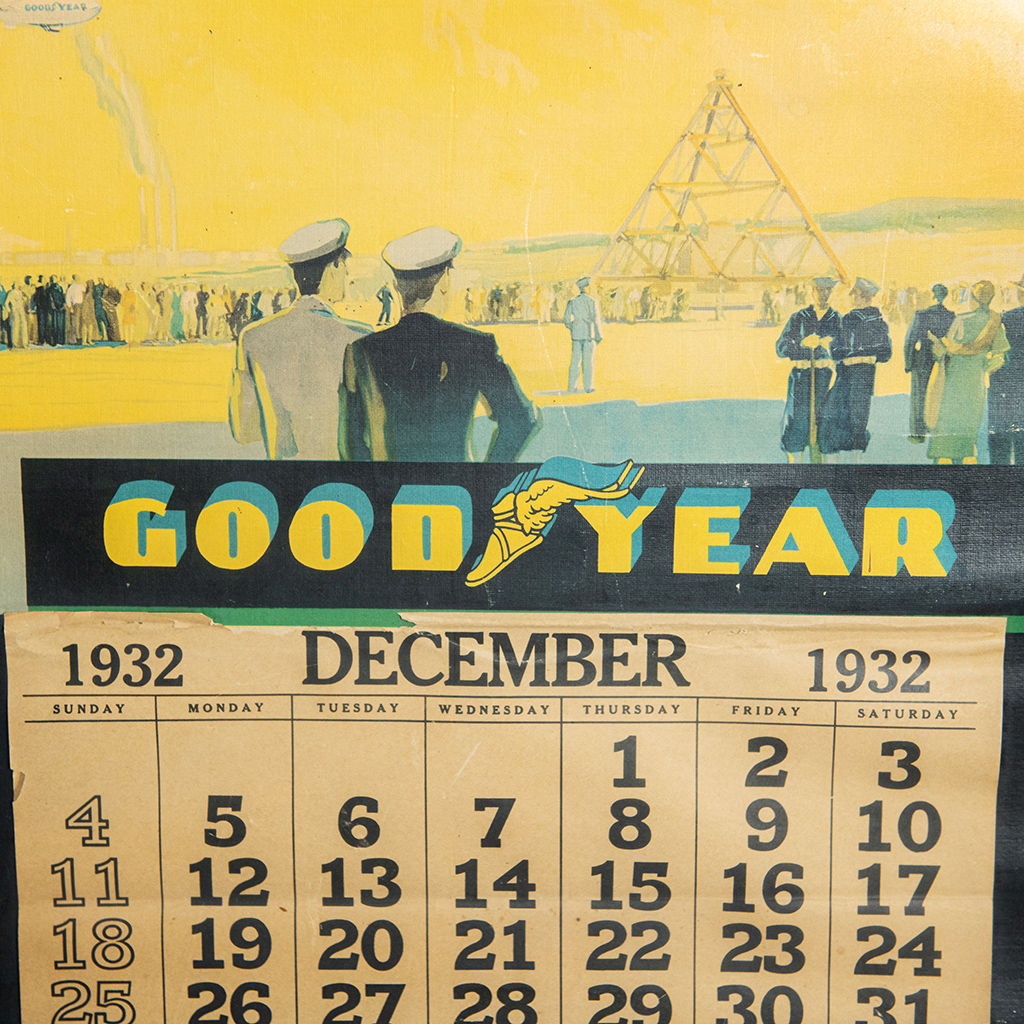 GOODYEAR
GOOD YEAR
1932 DECEMBER 1932
SUNDAY MONDAY TUESDAY WEDNESDAY THURSDAY FRIDAY SATURDAY
1 2 3
4 5 6 7 8 9 10
11 12 13 14 15 16 17
18 19 20 21 22 23 24
25 26 27 28 29 30 31